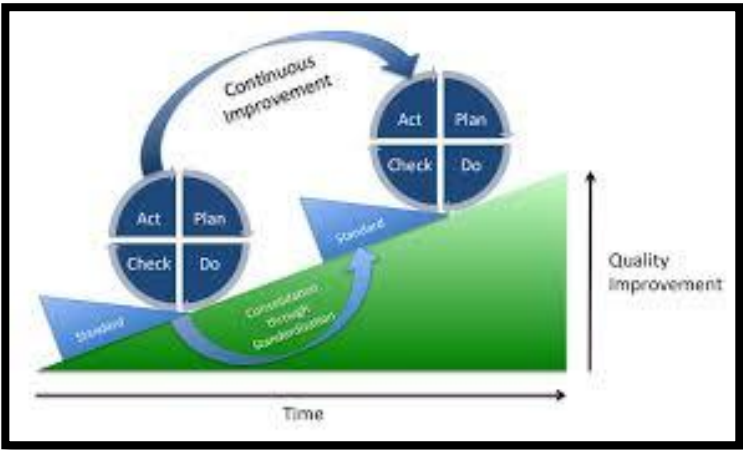 Continuous
Improvement
Act
Plan
Check
Do
Act
Plan
Check
Do
Standard
Standard
Consolidation
through
Standardization
Quality
Improvement
Time